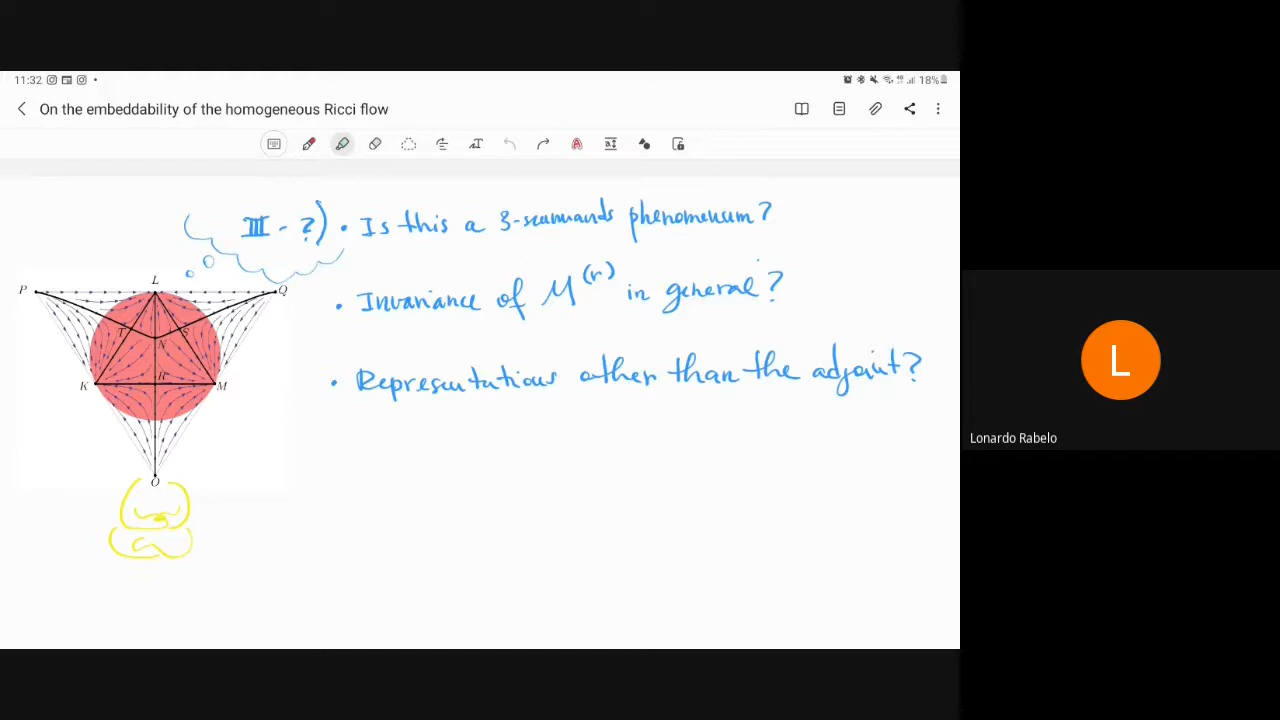 11:32
18%
On the embeddability of the homogeneous Ricci flow
III - ?) • Is this a 3-summands phenomenum?
• Invariance of M^(r) in general?
• Representations other than the adjoint?
P
L
Q
T
S
N
K
R
M
O
L
Lonardo Rabelo